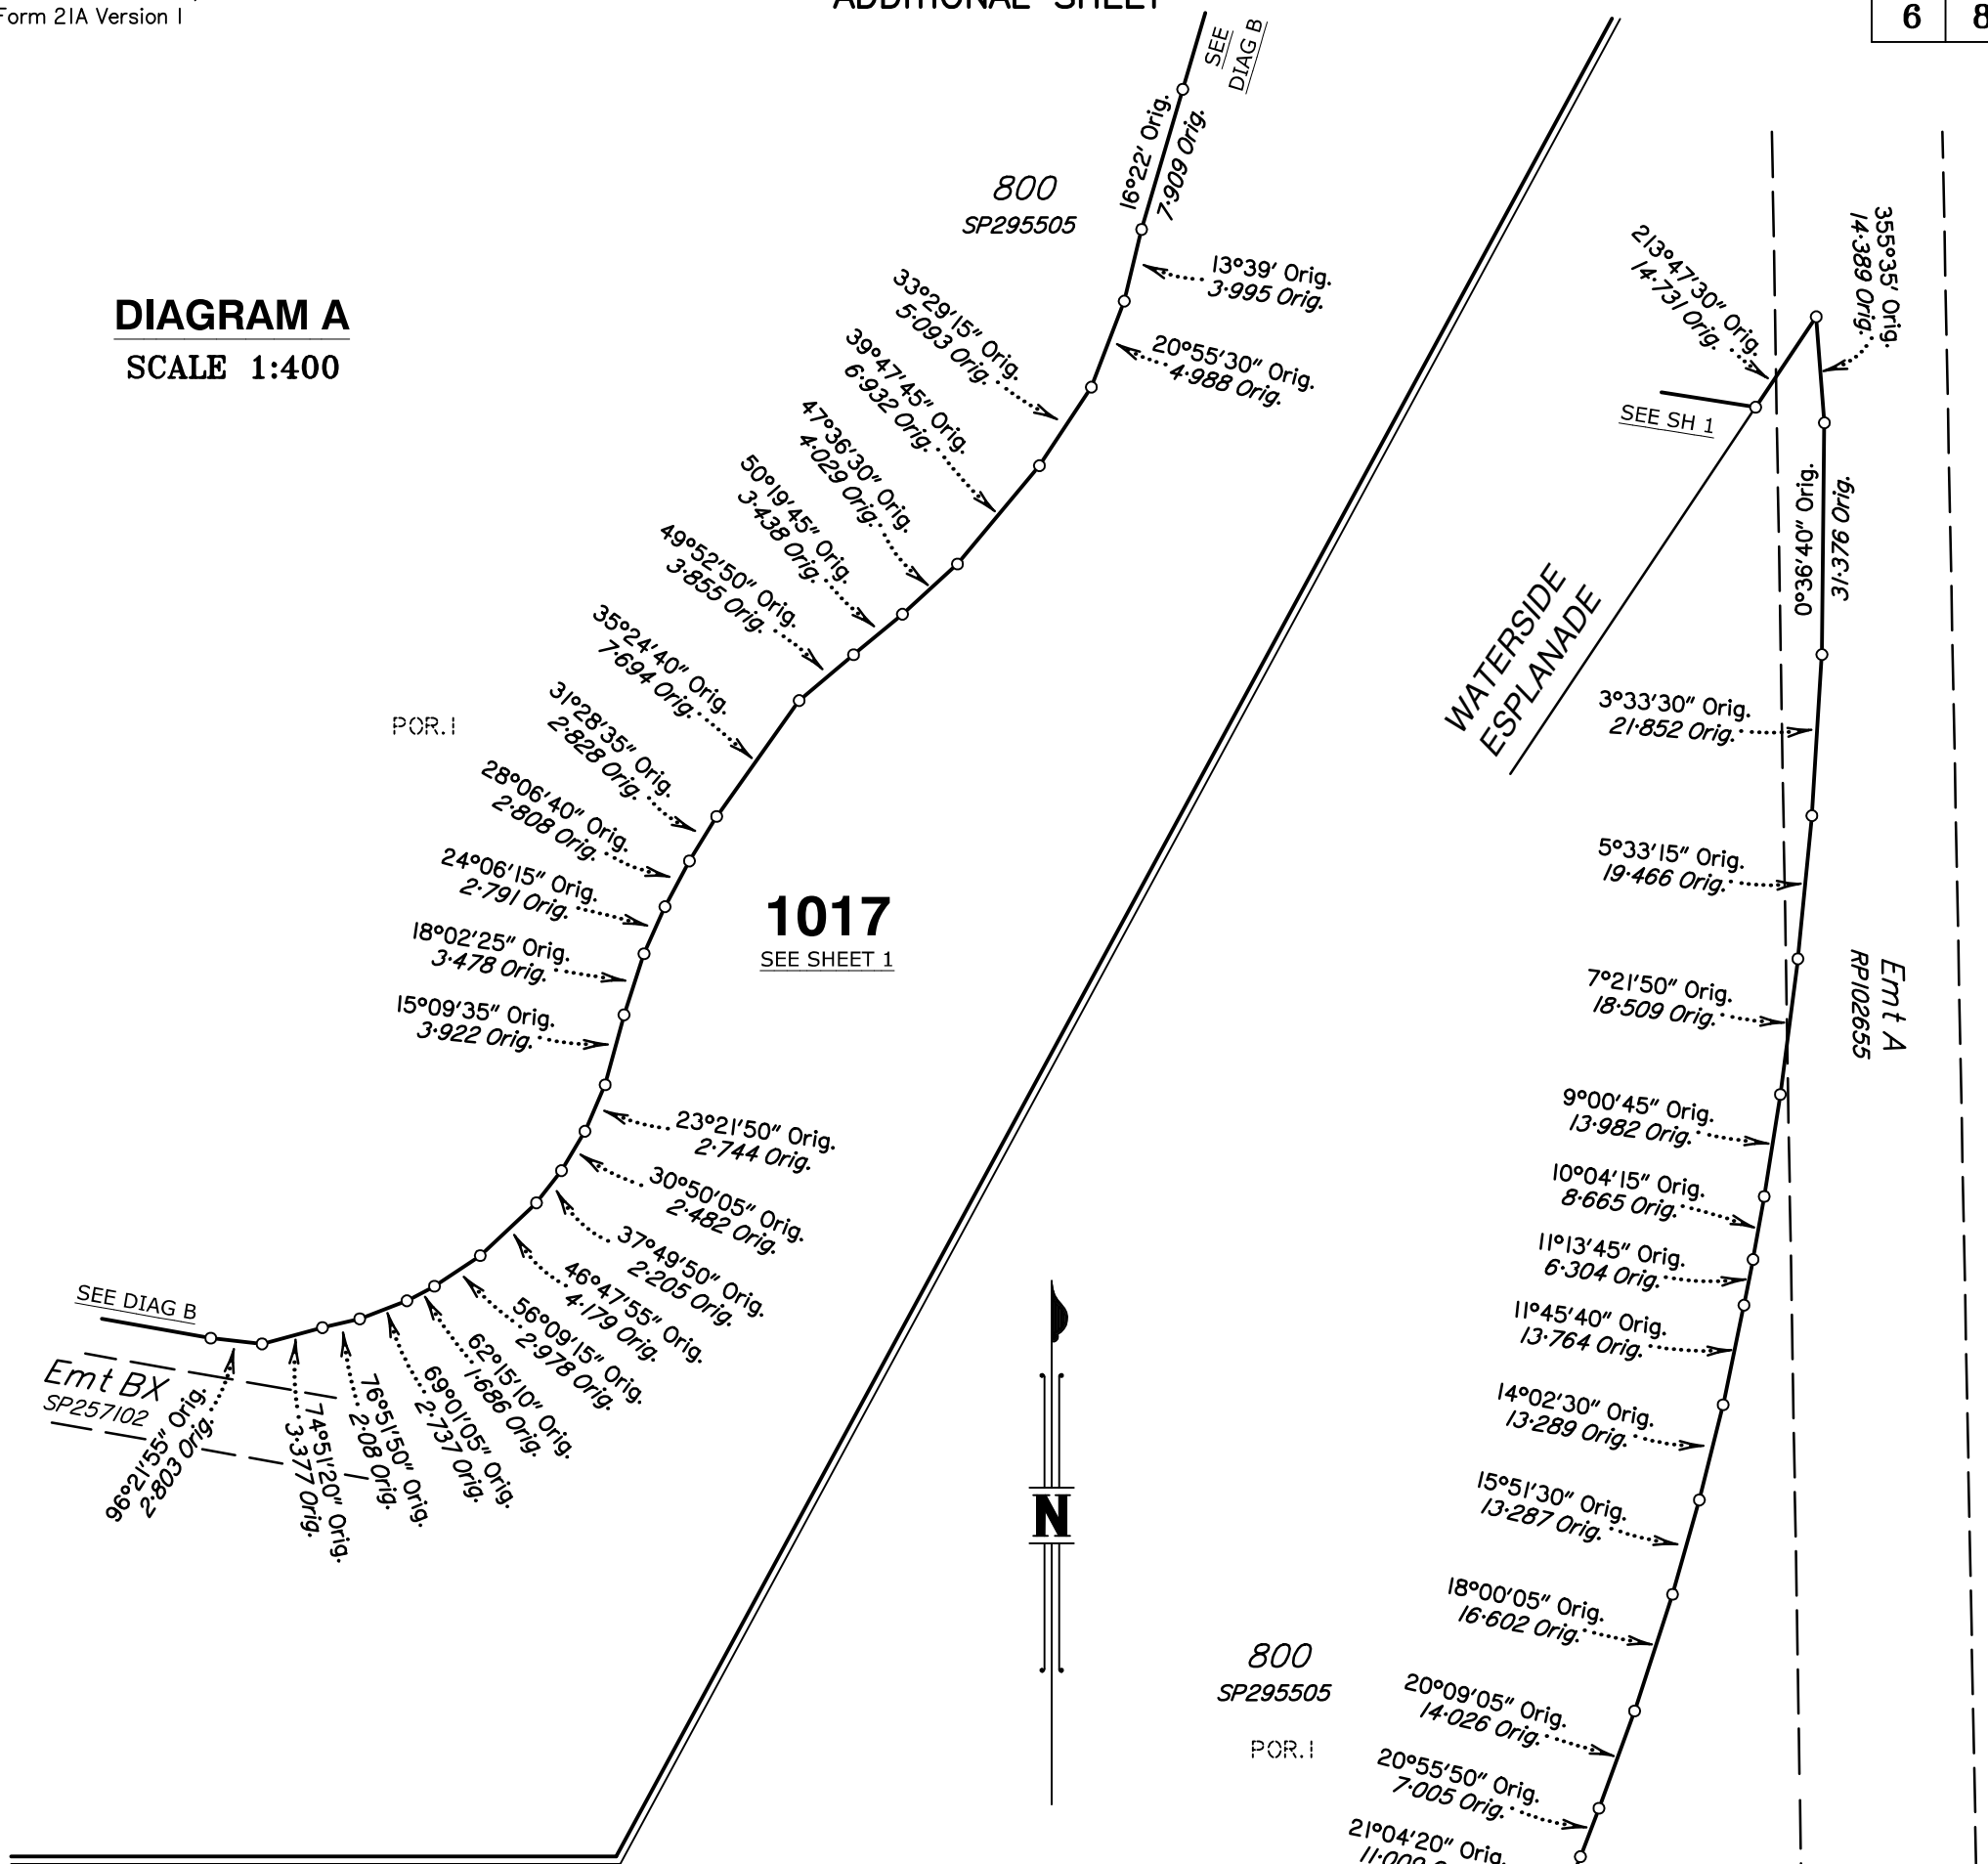 Form 21A Version 1
ADDITIONAL SHEET
6 8
DIAGRAM A
SCALE 1:400
SEE
DIAG B
16°22′ Orig.
7·909 Orig.
800
SP295505
13°39′ Orig.
3·995 Orig.
20°55′30″ Orig.
4·988 Orig.
33°29′15″ Orig.
5·093 Orig.
39°47′45″ Orig.
6·932 Orig.
47°36′30″ Orig.
4·029 Orig.
50°19′45″ Orig.
3·438 Orig.
49°52′50″ Orig.
3·855 Orig.
35°24′40″ Orig.
7·694 Orig.
31°28′35″ Orig.
2·828 Orig.
28°06′40″ Orig.
2·808 Orig.
24°06′15″ Orig.
2·791 Orig.
18°02′25″ Orig.
3·478 Orig.
15°09′35″ Orig.
3·922 Orig.
POR.1
1017
SEE SHEET 1
23°21′50″ Orig.
2·744 Orig.
30°50′05″ Orig.
2·482 Orig.
37°49′50″ Orig.
2·205 Orig.
46°47′55″ Orig.
4·179 Orig.
56°09′15″ Orig.
2·978 Orig.
62°15′10″ Orig.
1·686 Orig.
69°01′05″ Orig.
2·737 Orig.
76°51′50″ Orig.
2·08 Orig.
74°51′20″ Orig.
3·377 Orig.
96°21′55″ Orig.
2·803 Orig.
SEE DIAG B
Emt BX
SP257102
N
800
SP295505
POR.1
213°47′30″ Orig.
14·731 Orig.
355°35′ Orig.
14·389 Orig.
SEE SH 1
WATERSIDE
ESPLANADE
0°36′40″ Orig.
31·376 Orig.
3°33′30″ Orig.
21·852 Orig.
5°33′15″ Orig.
19·466 Orig.
7°21′50″ Orig.
18·509 Orig.
Emt A
RP102655
9°00′45″ Orig.
13·982 Orig.
10°04′15″ Orig.
8·665 Orig.
11°13′45″ Orig.
6·304 Orig.
11°45′40″ Orig.
13·764 Orig.
14°02′30″ Orig.
13·289 Orig.
15°51′30″ Orig.
13·287 Orig.
18°00′05″ Orig.
16·602 Orig.
20°09′05″ Orig.
14·026 Orig.
20°55′50″ Orig.
7·005 Orig.
21°04′20″ Orig.